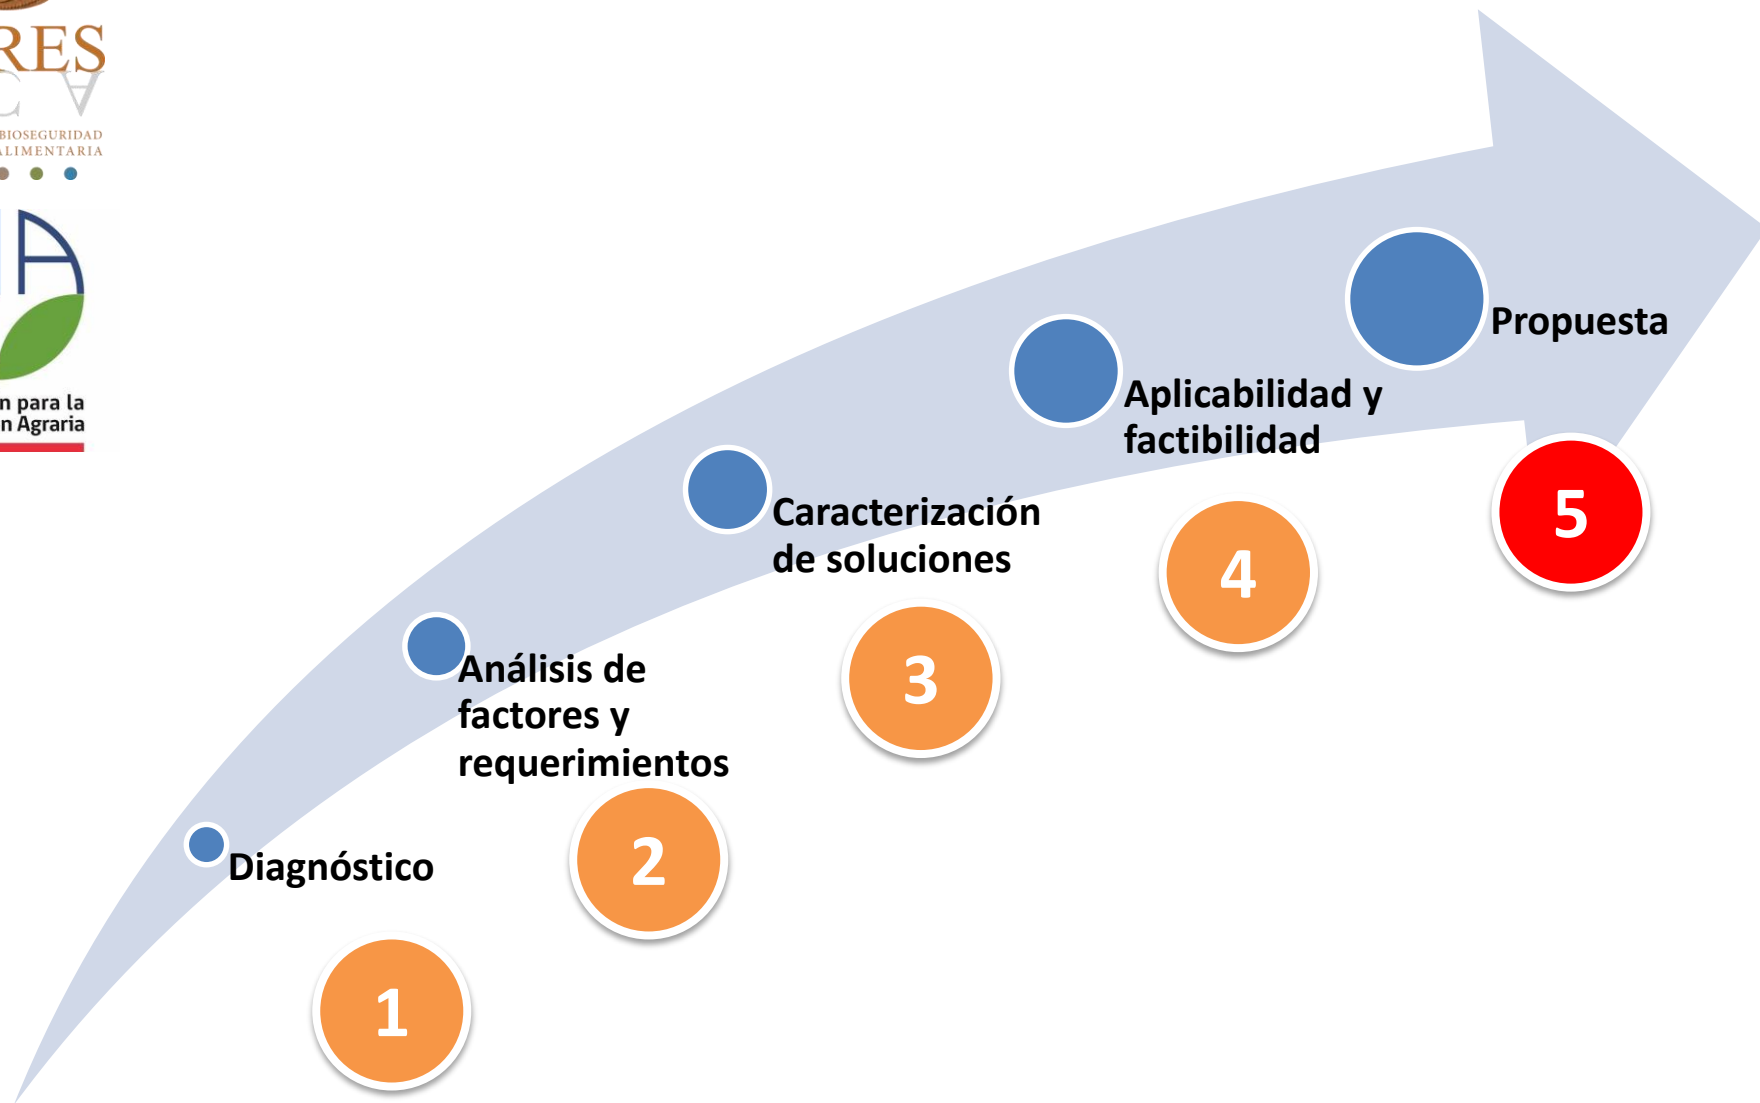 RES
BIOSEGURIDAD
ALIMENTARIA
A
n para la
n Agraria
Propuesta
Aplicabilidad y
factibilidad
5
Caracterización
de soluciones
4
Análisis de
factores y
requerimientos
3
Diagnóstico
2
1